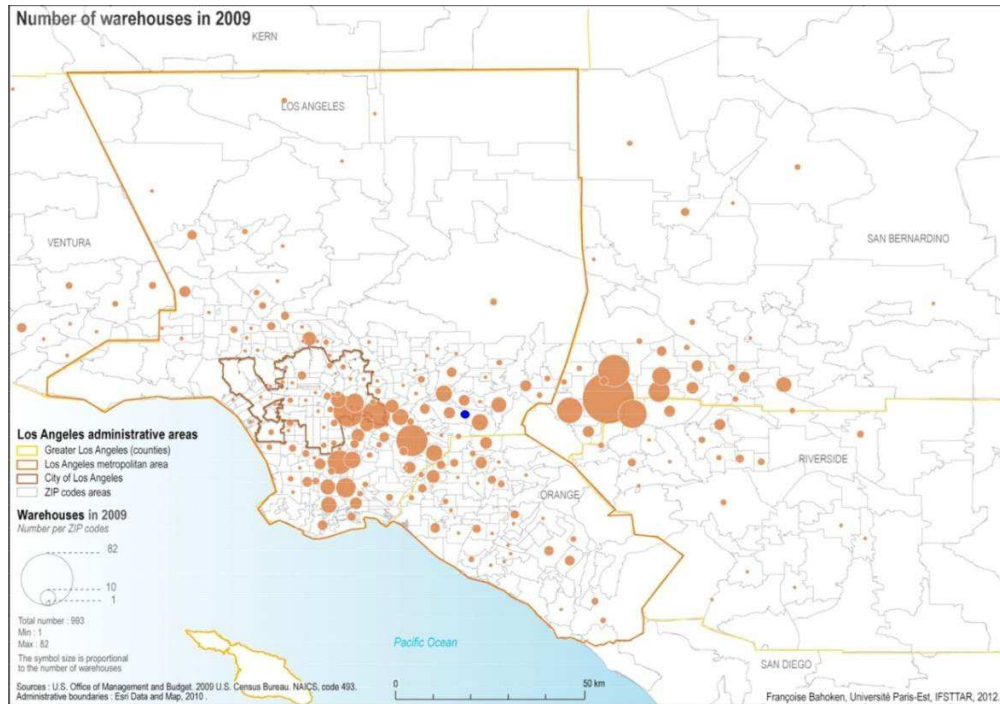 Number of warehouses in 2009
KERN
LOS ANGELES
VENTURA
SAN BERNARDINO
RIVERSIDE
ORANGE
SAN DIEGO
Pacific Ocean
Los Angeles administrative areas
Greater Los Angeles (counties)
Los Angeles metropolitan area
City of Los Angeles
ZIP codes areas
Warehouses in 2009
Number per ZIP codes
82
10
1
Total number : 993
Min : 1
Max : 82
The symbol size is proportional
to the number of warehouses
Sources : U.S. Office of Management and Budget. 2009 U.S. Census Bureau. NAICS, code 493.
Administrative boundaries : Esri Data and Map, 2010 .
0 50 km
Françoise Bahoken, Université Paris-Est, IFSTTAR, 2012.